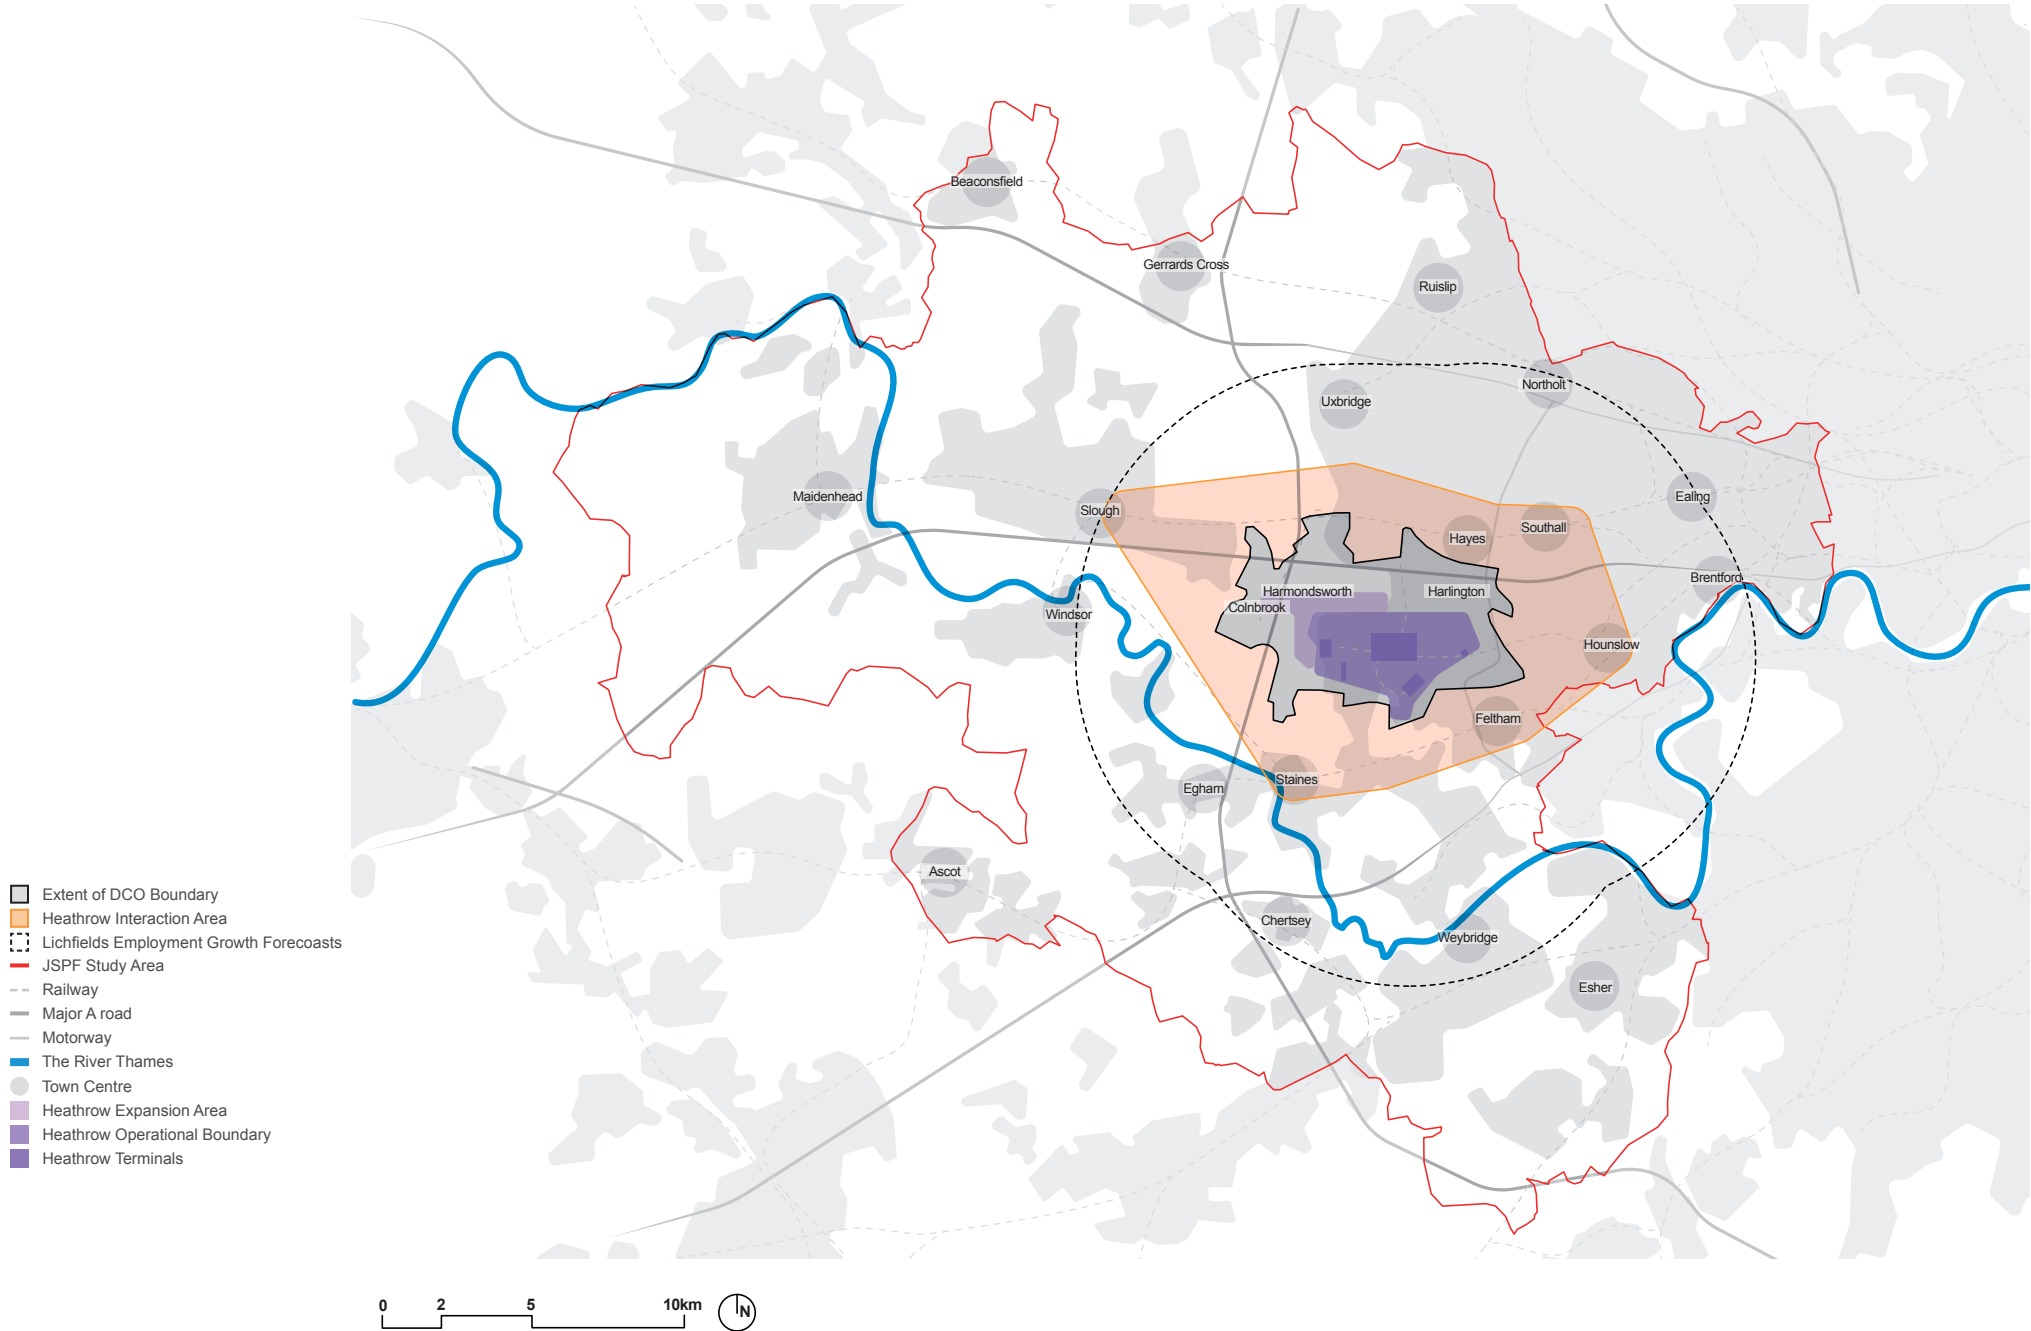 Beaconsfield
Gerrards Cross
Ruislip
Northolt
Uxbridge
Maidenhead
Slough
Ealing
Southall
Hayes
Brentford
Harmondsworth
Harlington
Colnbrook
Windsor
Hounslow
Feltham
Staines
Egham
Ascot
Chertsey
Weybridge
Esher
Extent of DCO Boundary
Heathrow Interaction Area
Lichfields Employment Growth Forecoasts
JSPF Study Area
Railway
Major A road
Motorway
The River Thames
Town Centre
Heathrow Expansion Area
Heathrow Operational Boundary
Heathrow Terminals
0 2 5 10km
N